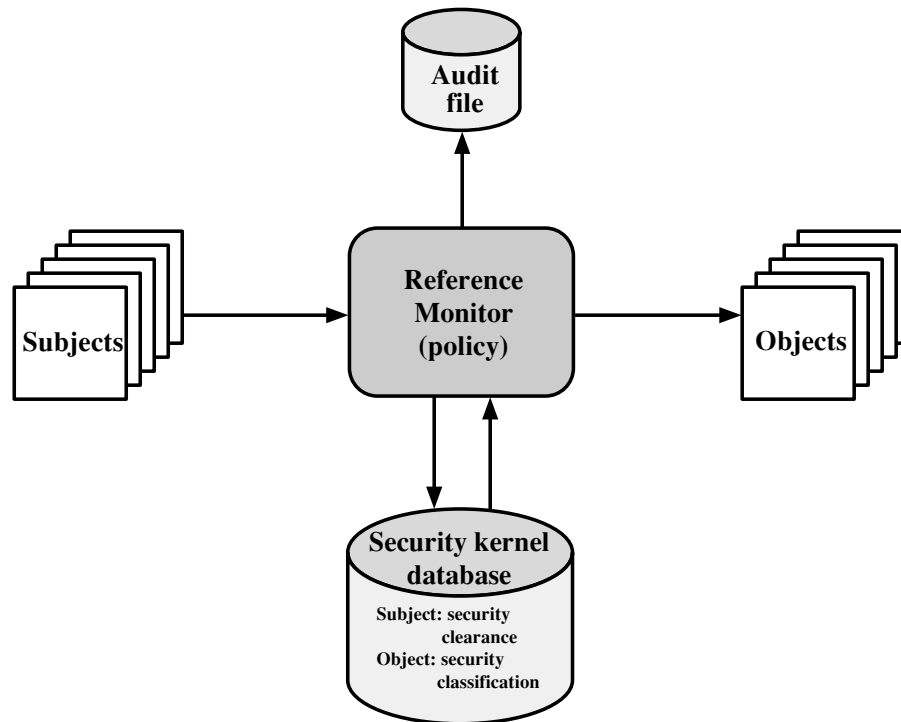 Audit
file
Subjects
Reference
Monitor
(policy)
Objects
Security kernel
database
Subject: security
clearance
Object: security
classification